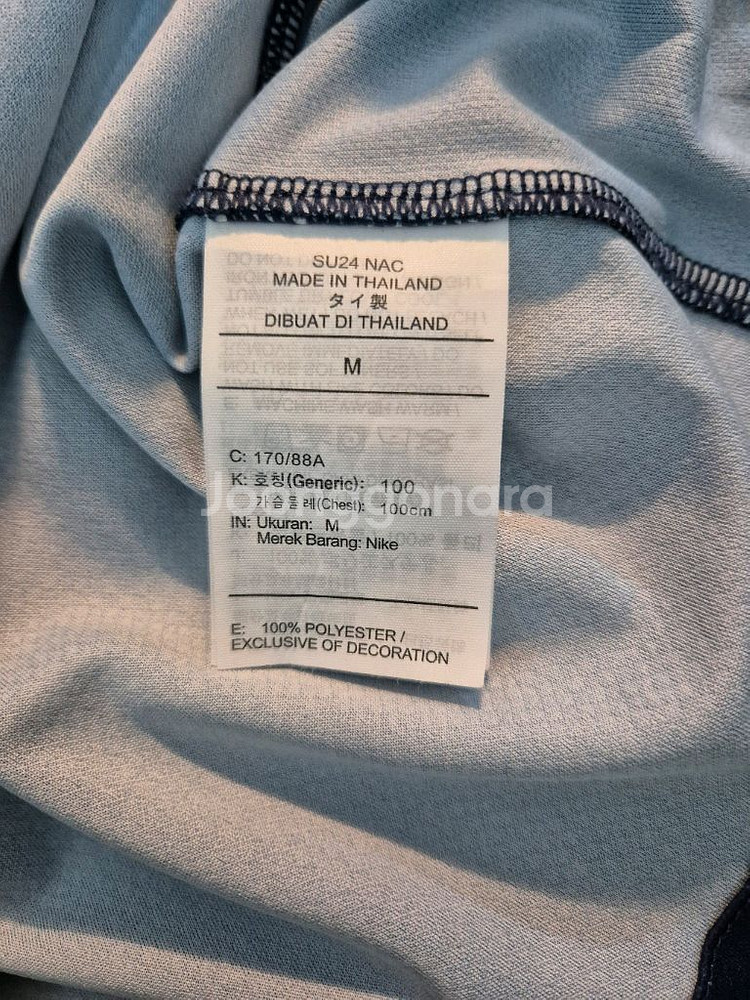 SU24 NAC
MADE IN THAILAND
タイ製
DIBUAT DI THAILAND
M
C: 170/88A
K: 호칭(Generic): 100
가슴둘레(Chest): 100cm
IN: Ukuran: M
Merek Barang: Nike
E: 100% POLYESTER /
EXCLUSIVE OF DECORATION
Joonggonara